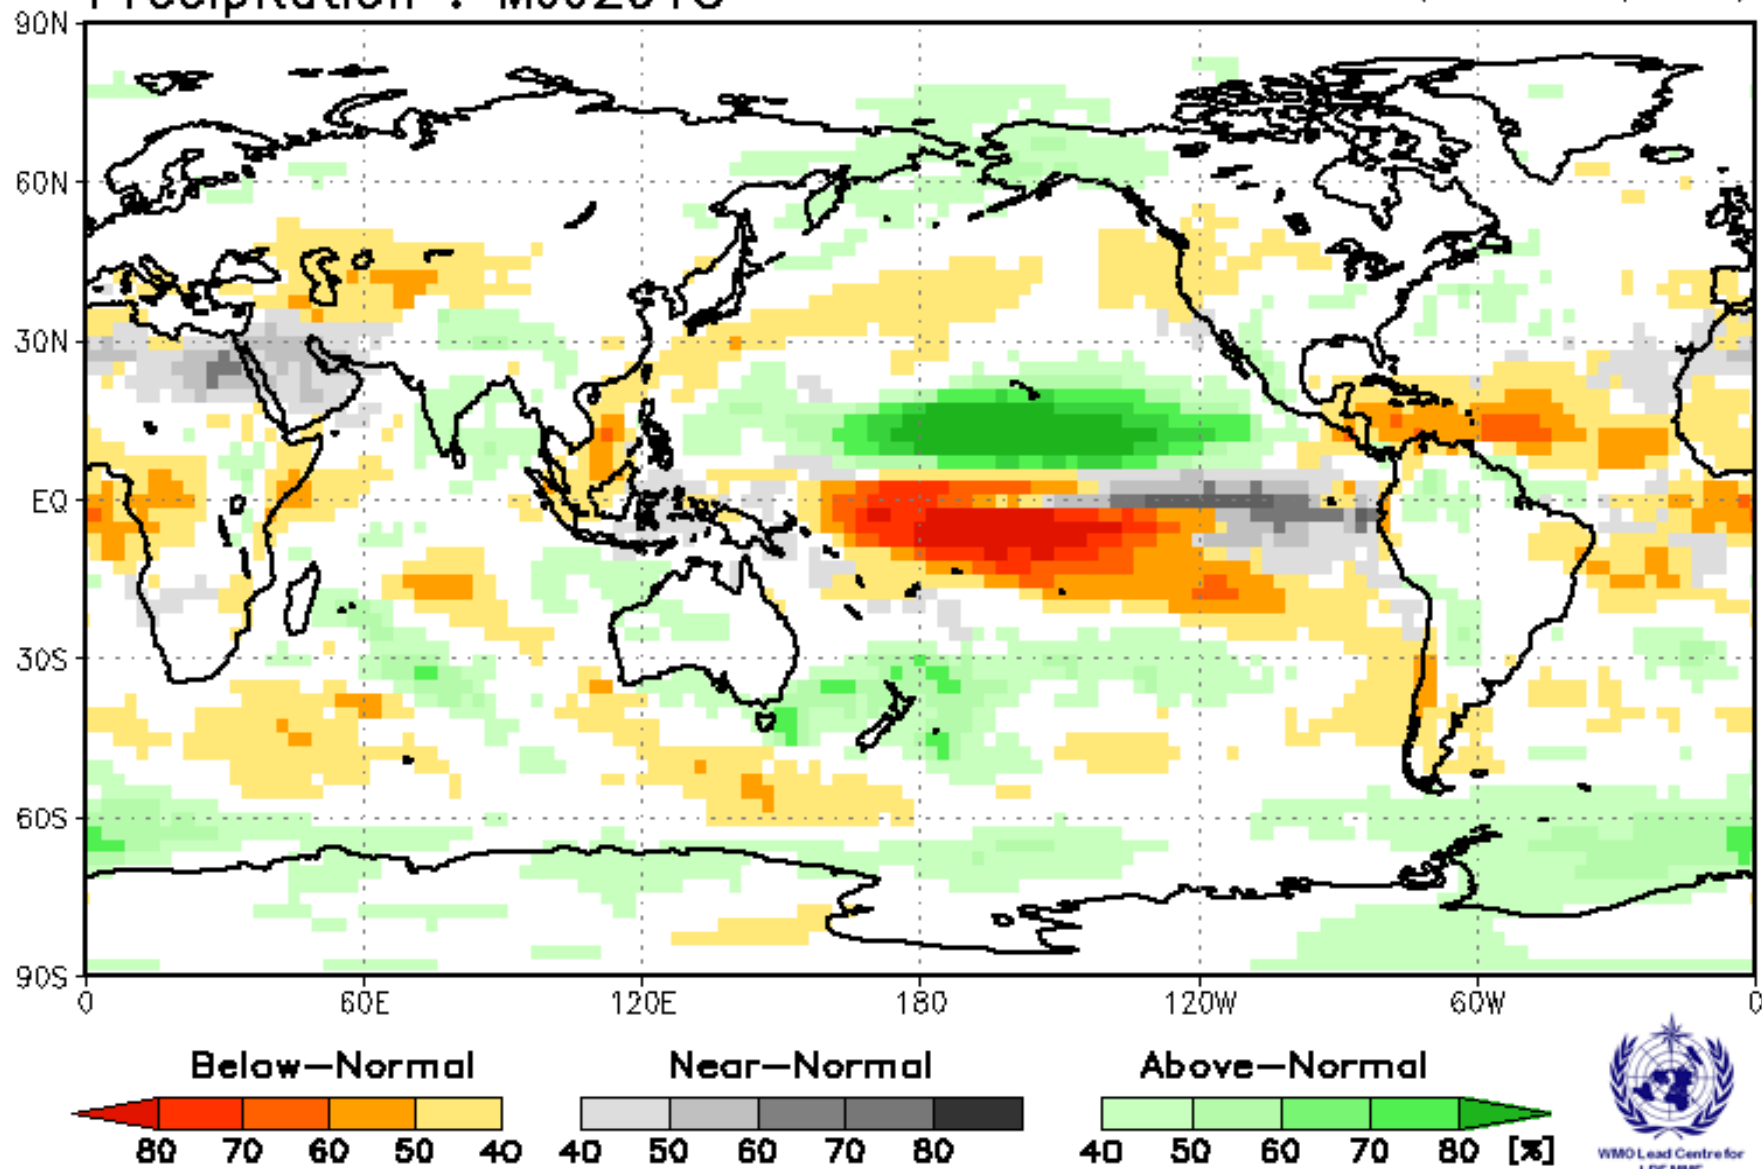 90N
60N
30N
EQ
30S
60S
90S
0 60E 120E 180 120W 60W 0
Below-Normal Near-Normal Above-Normal
80 70 60 50 40 40 50 60 70 80 40 50 60 70 80 [%]
WMO Lead Centre for